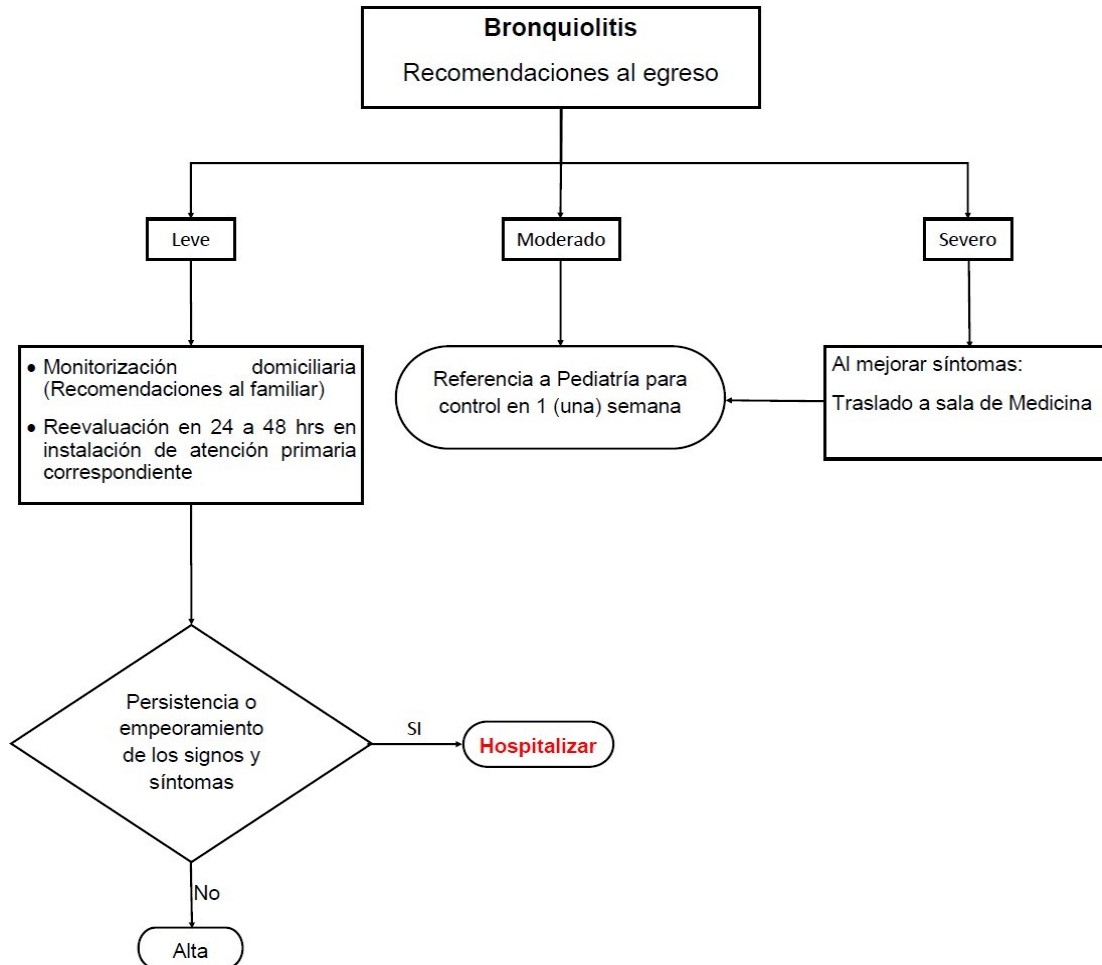 Bronquiolitis
Recomendaciones al egreso
Leve
Moderado
Severo
• Monitorización domiciliaria
(Recomendaciones al familiar)
• Reevaluación en 24 a 48 hrs en
instalación de atención primaria
correspondiente
Referencia a Pediatría para
control en 1 (una) semana
Al mejorar síntomas:
Traslado a sala de Medicina
Persistencia o
empeoramiento
de los signos y
síntomas
SI
Hospitalizar
No
Alta